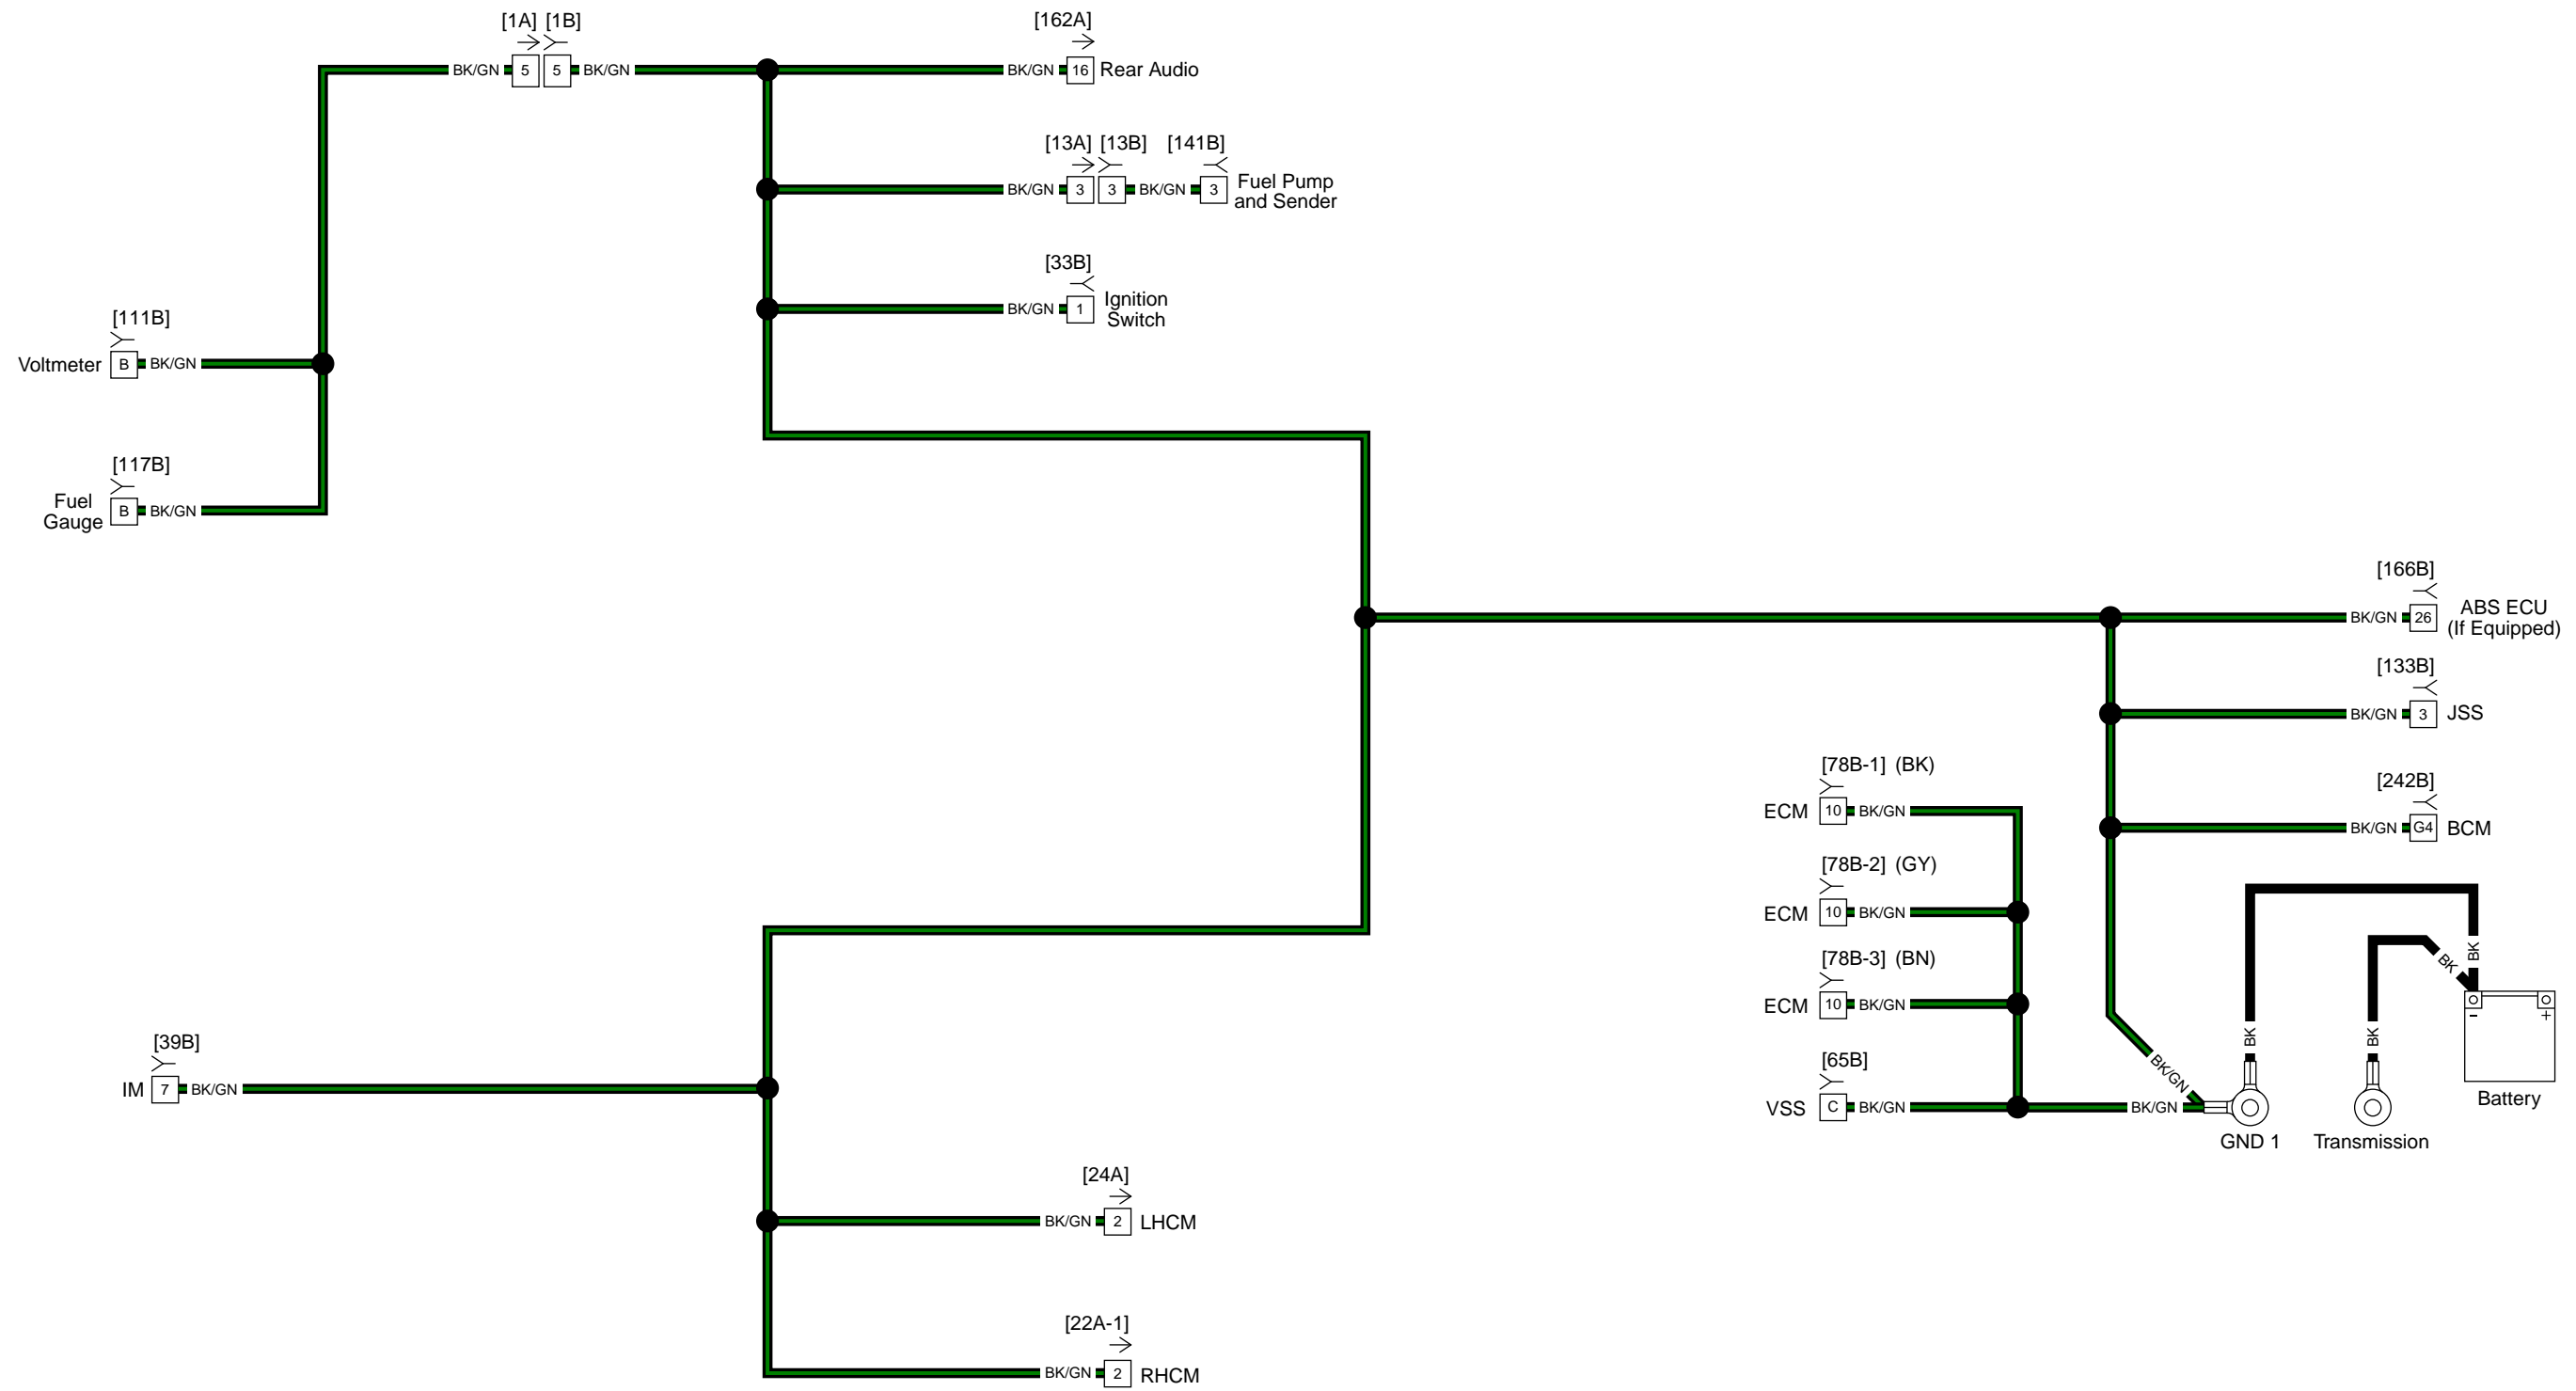 [1A] [1B]
BK/GN 5 5 BK/GN
[162A]
BK/GN 16 Rear Audio
[13A] [13B] [141B]
BK/GN 3 3 BK/GN 3
Fuel Pump
and Sender
[33B]
BK/GN 1
Ignition
Switch
[111B]
Voltmeter B BK/GN
[117B]
Fuel
Gauge
B BK/GN
[166B]
BK/GN 26
ABS ECU
(If Equipped)
[133B]
BK/GN 3 JSS
[242B]
BK/GN G4 BCM
[78B-1] (BK)
ECM 10 BK/GN
[78B-2] (GY)
ECM 10 BK/GN
[78B-3] (BN)
ECM 10 BK/GN
[65B]
VSS C BK/GN
BK/GN
BK/GN
BK
BK
BK
BK
- +
GND 1
Transmission
Battery
[39B]
IM 7 BK/GN
[24A]
BK/GN 2 LHCM
[22A-1]
BK/GN 2 RHCM